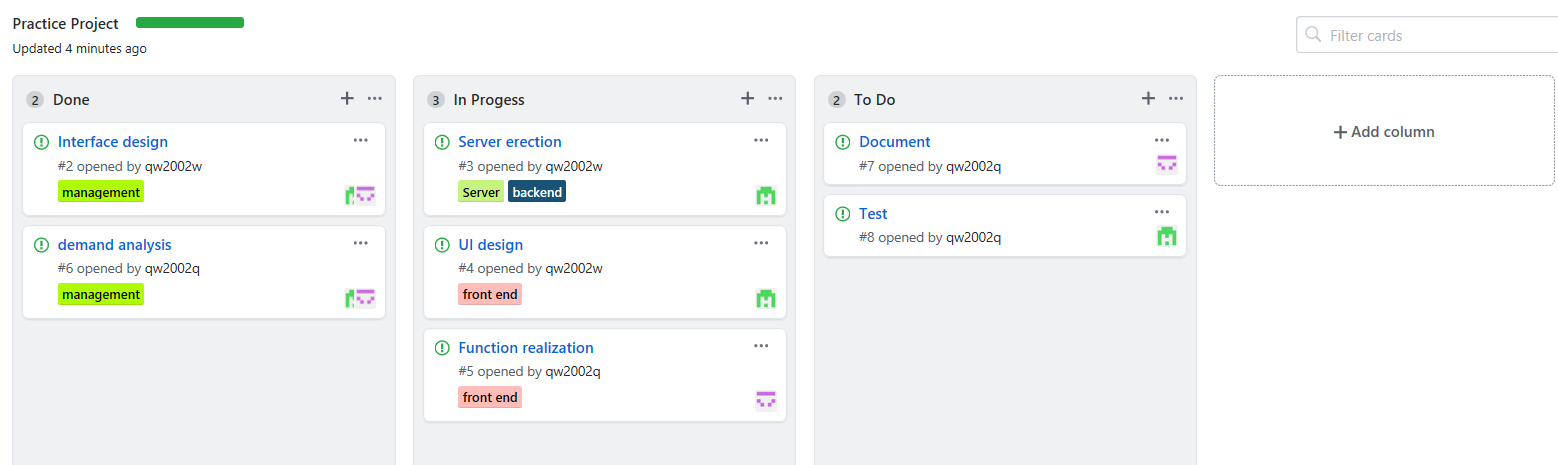 Practice Project
Updated 4 minutes ago
Filter cards
2 Done
Interface design
#2 opened by qw2002w
management
demand analysis
#6 opened by qw2002q
management
3 In Progess
Server erection
#3 opened by qw2002w
Server backend
UI design
#4 opened by qw2002w
front end
Function realization
#5 opened by qw2002q
front end
2 To Do
Document
#7 opened by qw2002q
Test
#8 opened by qw2002q
Add column